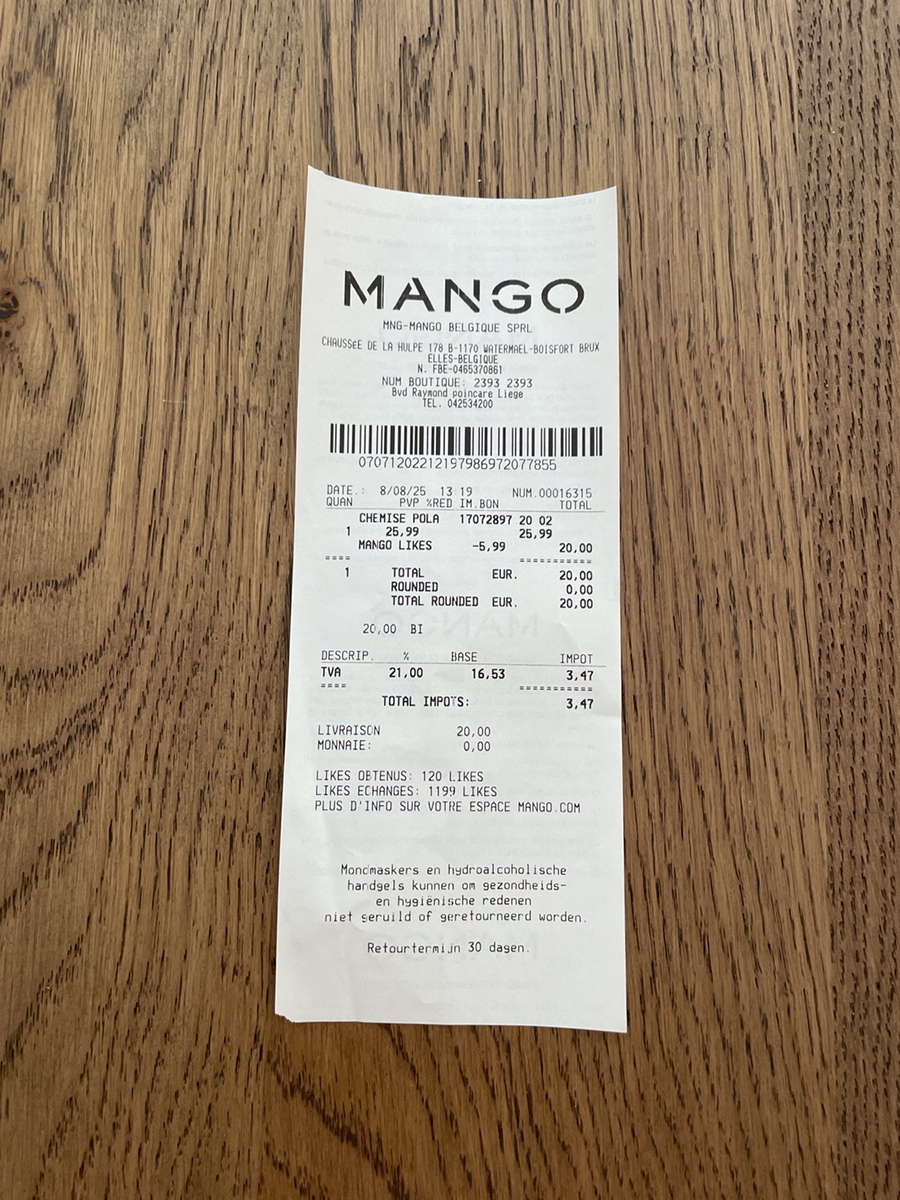 MANGO
MNG-MANGO BELGIQUE SPRL
CHAUSSéE DE LA HULPE 178 B-1170 WATERMAEL-BOISFORT BRUX
ELLES-BELGIQUE
N. FBE-0465370861
NUM BOUTIQUE: 2393 2393
Bvd Raymond poincare Liege
TEL. 042534200
07071202212197986972077855
DATE.: 8/08/25 13:19 NUM.00016315
QUAN PVP %RED IM.BON TOTAL
CHEMISE POLA 17072897 20 02
1 25,99 25,99
MANGO LIKES -5,99 20,00
==== ===========
1 TOTAL EUR. 20,00
ROUNDED 0,00
TOTAL ROUNDED EUR. 20,00
20,00 BI
DESCRIP. % BASE IMPOT
TVA 21,00 16,53 3,47
==== ===========
TOTAL IMPOTS: 3,47
LIVRAISON 20,00
MONNAIE: 0,00
LIKES OBTENUS: 120 LIKES
LIKES ECHANGES: 1199 LIKES
PLUS D'INFO SUR VOTRE ESPACE MANGO.COM
Mondmaskers en hydroalcoholische
handgels kunnen om gezondheids-
en hygiënische redenen
niet geruild of geretourneerd worden.
Retourtermijn 30 dagen.